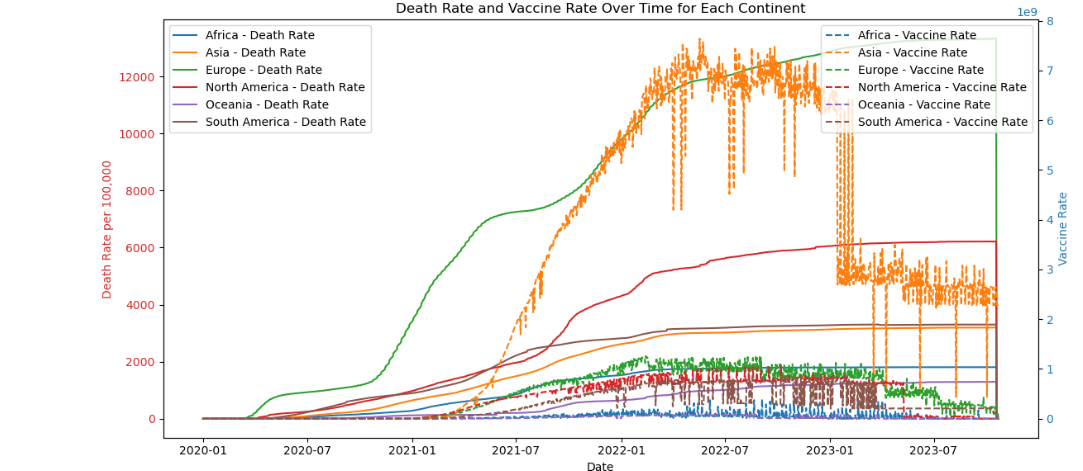 Death Rate and Vaccine Rate Over Time for Each Continent
1e9
Africa - Death Rate
Asia - Death Rate
Europe - Death Rate
North America - Death Rate
Oceania - Death Rate
South America - Death Rate
Africa - Vaccine Rate
Asia - Vaccine Rate
Europe - Vaccine Rate
North America - Vaccine Rate
Oceania - Vaccine Rate
South America - Vaccine Rate
Death Rate per 100,000
12000
10000
8000
6000
4000
2000
0
8
7
6
5
4
3
2
1
0
Vaccine Rate
2020-01 2020-07 2021-01 2021-07 2022-01 2022-07 2023-01 2023-07
Date